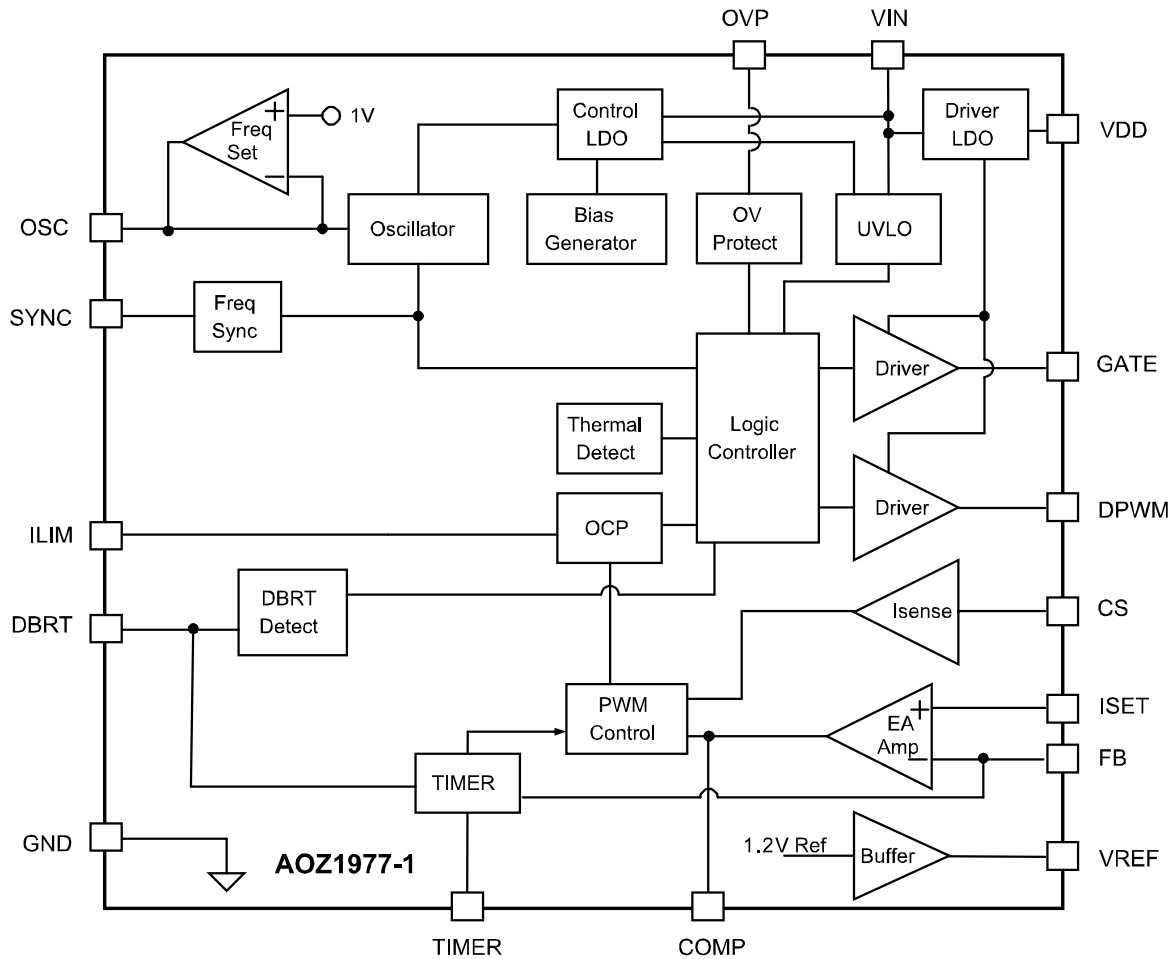 OVP
VIN
+
Freq
Set
1V
Control
LDO
Driver
LDO
VDD
OSC
Oscillator
Bias
Generator
OV
Protect
UVLO
SYNC
Freq
Sync
Driver
GATE
Thermal
Detect
Logic
Controller
ILIM
OCP
Driver
DPWM
DBRT
DBRT
Detect
Isense
CS
PWM
Control
EA
Amp
+
−
ISET
FB
TIMER
GND
AOZ1977-1
1.2V Ref
Buffer
VREF
TIMER
COMP